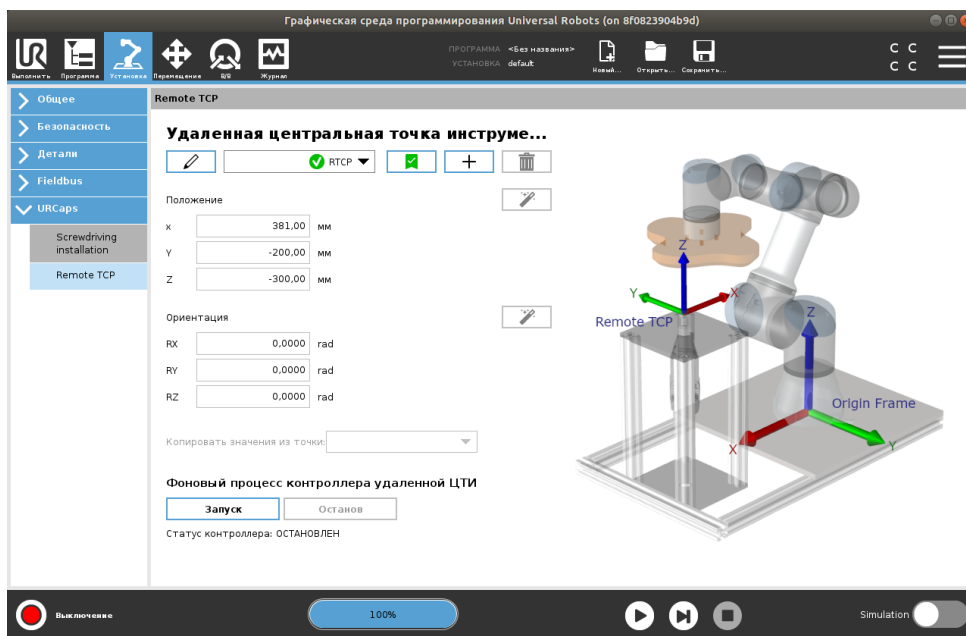 Графическая среда программирования Universal Robots (on 8f0823904b9d)
UR
ПРОГРАММА <Без названия>
УСТАНОВКА default
Выполнить Программа Установка Перемещение В/В Журнал Новый... Открыть... Сохранить...
C C
C C
Общее
Безопасность
Детали
Fieldbus
URCaps
Screwdriving
installation
Remote TCP
Remote TCP
Удаленная центральная точка инструме...
RTCP
Положение
X 381,00 мм
Y -200,00 мм
Z -300,00 мм
Ориентация
RX 0,0000 rad
RY 0,0000 rad
RZ 0,0000 rad
Копировать значения из точки:
Фоновый процесс контроллера удаленной ЦТИ
Запуск Останов
Статус контроллера: ОСТАНОВЛЕН
Z
Y X
Remote TCP
Z
Origin Frame
X Y
Выключение
100%
Simulation